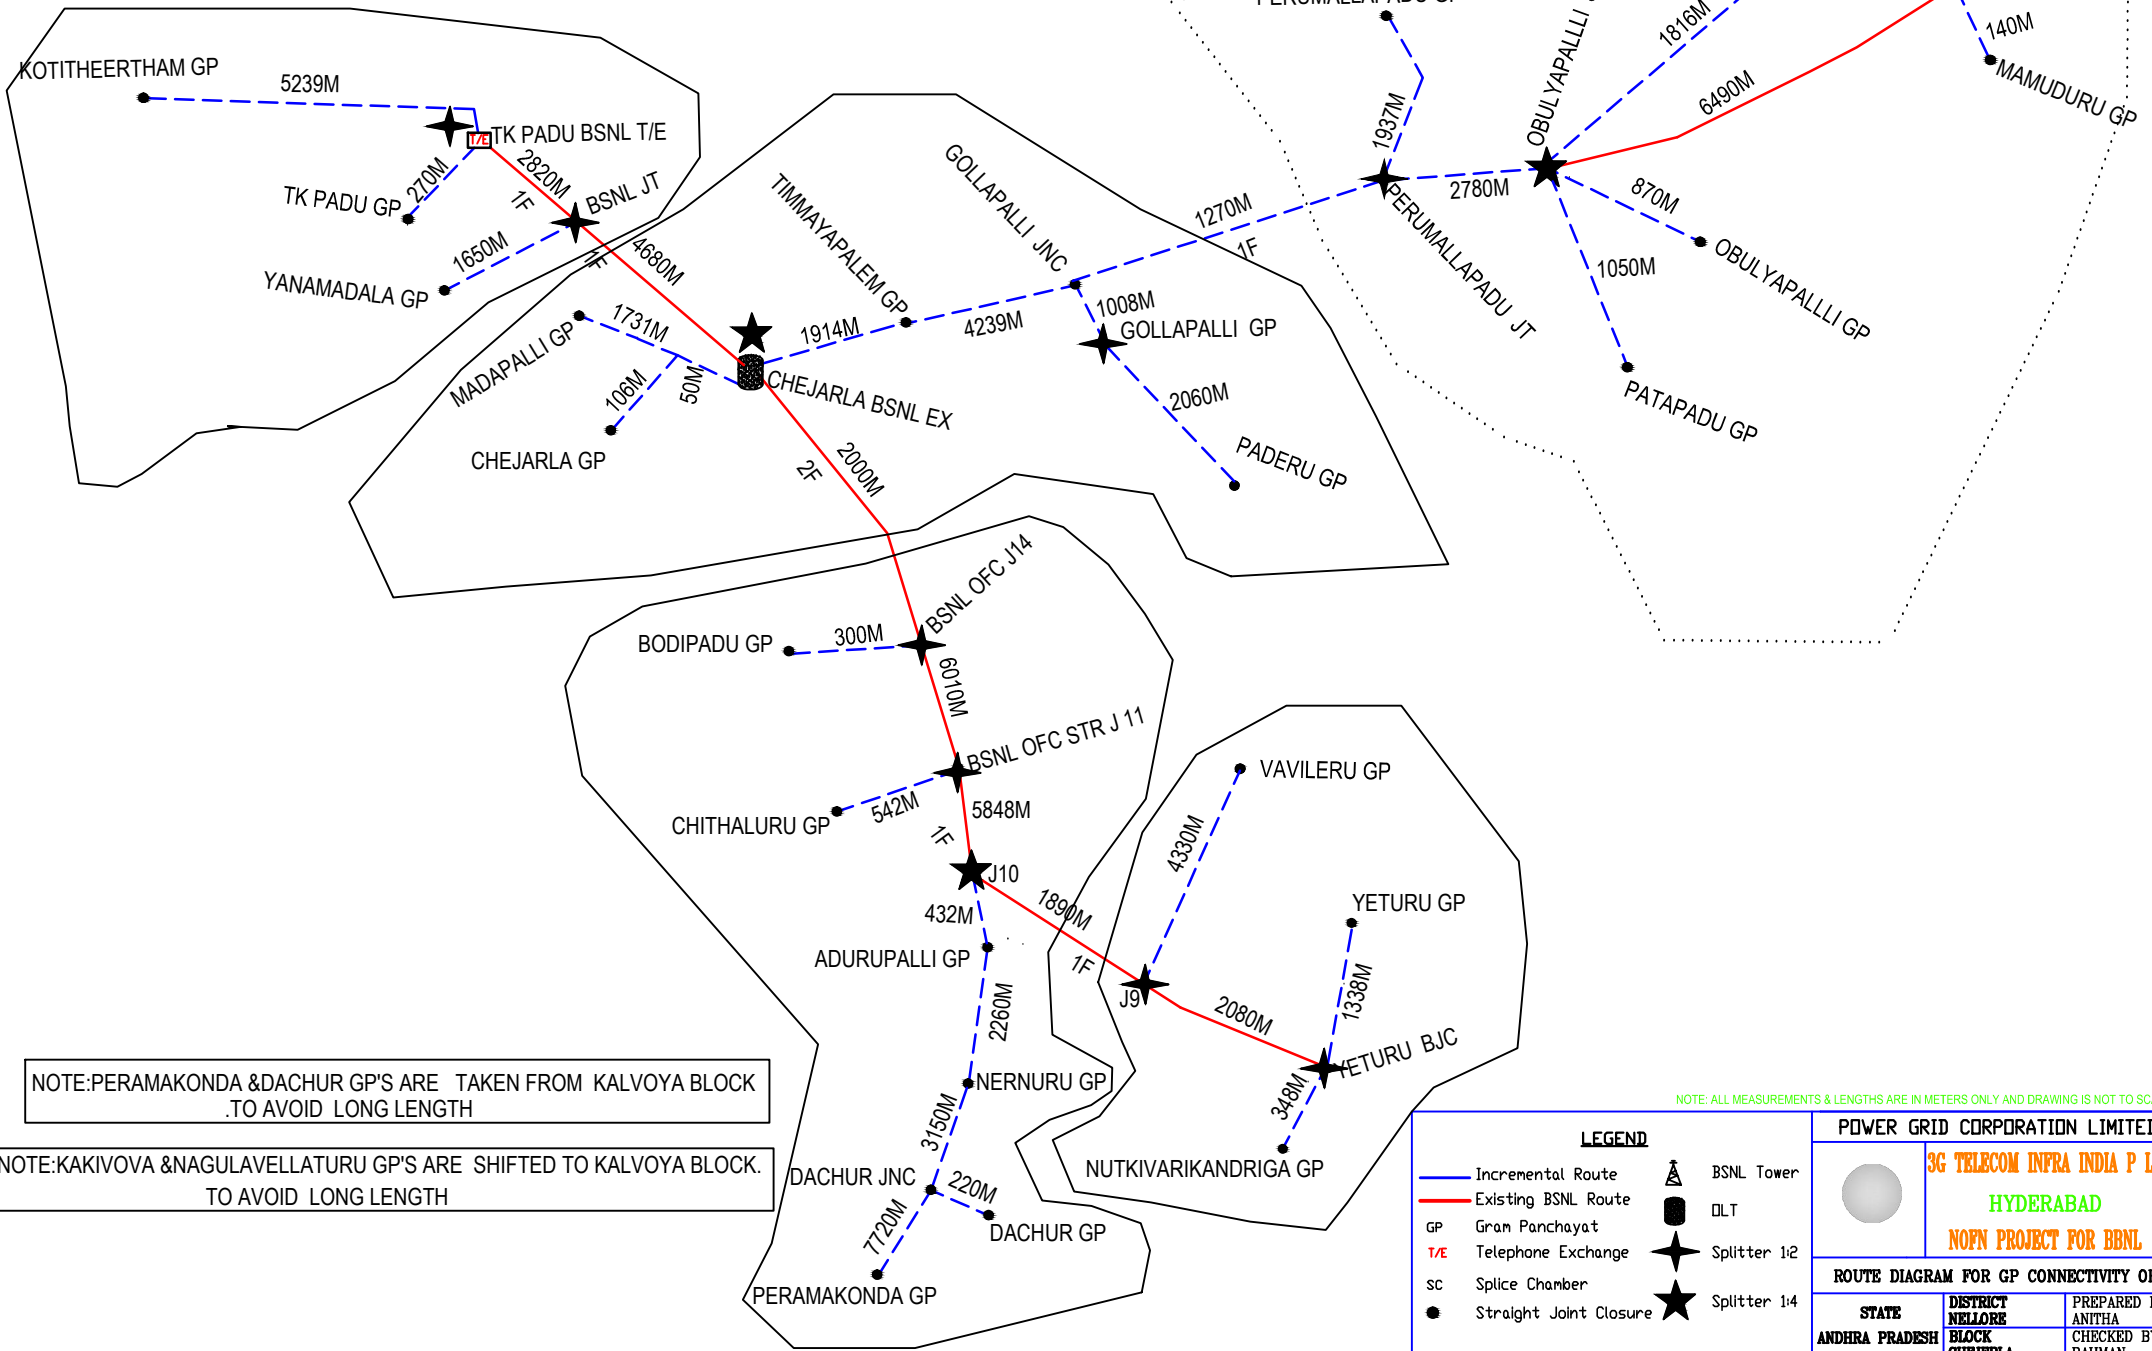 KOTITHEERTHAM GP
5239M
TK PADU BSNL T/E
T/E
TK PADU GP
270M
2820M
1F
BSNL JT
YANAMADALA GP
1650M
1F
4680M
MADAPALLI GP
1731M
106M
50M
CHEJARLA GP
CHEJARLA BSNL EX
1914M
TIMMAYAPALEM GP
4239M
GOLLAPALLI JNC
1008M
GOLLAPALLI GP
2060M
PADERU GP
1270M
1F
1937M
PERUMALLAPADU JT
2780M
OBULYAPALLI
1816M
6490M
140M
MAMUDURU GP
870M
OBULYAPALLLI GP
1050M
PATAPADU GP
2000M
2F
BSNL OFC J14
BODIPADU GP
300M
6010M
BSNL OFC STR J 11
CHITHALURU GP
542M
5848M
1F
J10
432M
ADURUPALLI GP
1890M
1F
J9
2260M
NERNURU GP
3150M
DACHUR JNC
220M
DACHUR GP
7720M
PERAMAKONDA GP
VAVILERU GP
4330M
YETURU GP
1338M
2080M
YETURU BJC
348M
NUTKIVARIKANDRIGA GP
NOTE:PERAMAKONDA &DACHUR GP'S ARE TAKEN FROM KALVOYA BLOCK
.TO AVOID LONG LENGTH
NOTE:KAKIVOVA &NAGULAVELLATURU GP'S ARE SHIFTED TO KALVOYA BLOCK.
TO AVOID LONG LENGTH
NOTE: ALL MEASUREMENTS & LENGTHS ARE IN METERS ONLY AND DRAWING IS NOT TO
LEGEND
Incremental Route
Existing BSNL Route
GP Gram Panchayat
T/E Telephone Exchange
SC Splice Chamber
Straight Joint Closure
BSNL Tower
OLT
Splitter 1:2
Splitter 1:4
POWER GRID CORPORATION LIMITE
3G TELECOM INFRA INDIA P
HYDERABAD
NOFN PROJECT FOR BBNL
ROUTE DIAGRAM FOR GP CONNECTIVITY
STATE
ANDHRA PRADESH
DISTRICT
NELLORE
BLOCK
PREPARED
ANITHA
CHECKED